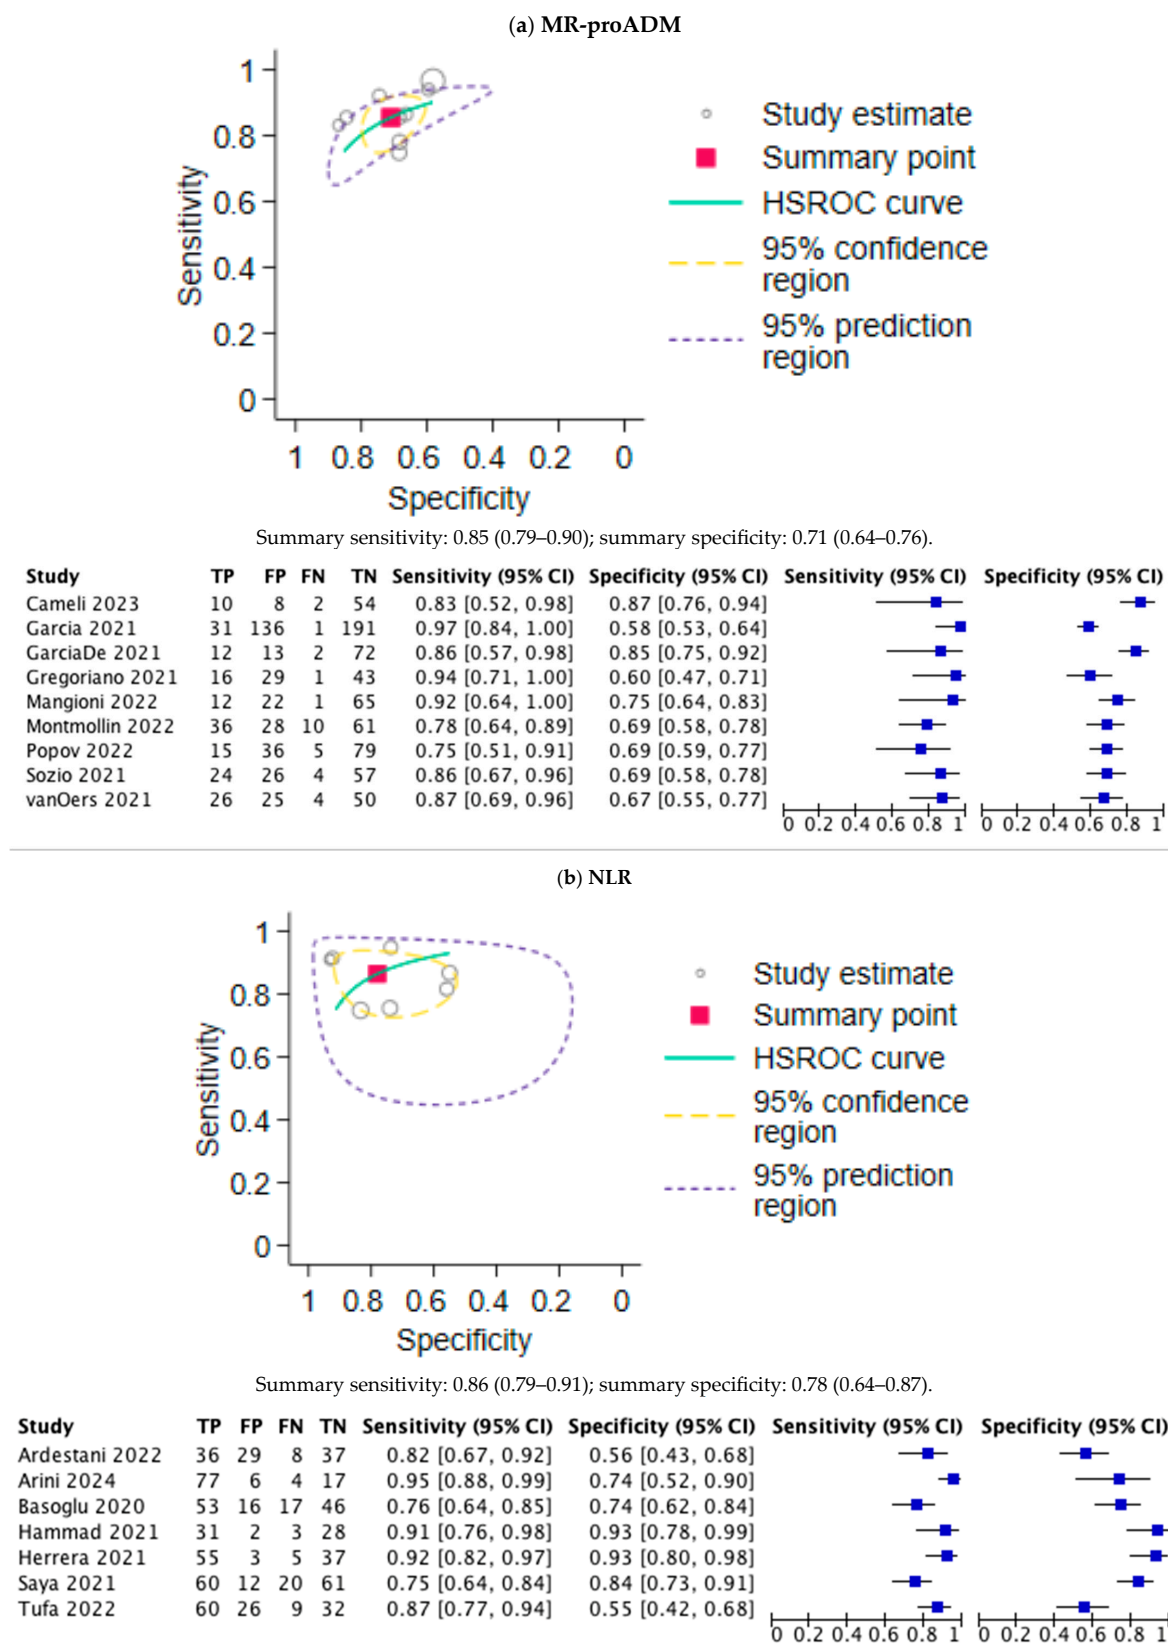 (a) MR-proADM
1
0.8
0.6
0.4
0.2
0
Sensitivity
1 0.8 0.6 0.4 0.2 0
Specificity
Study estimate
Summary point
HSROC curve
95% confidence
region
95% prediction
region
Summary sensitivity: 0.85 (0.79–0.90); summary specificity: 0.71 (0.64–0.76).
Study TP FP FN TN Sensitivity (95% CI) Specificity (95% CI) Sensitivity (95% CI) Specificity (95% CI)
Cameli 2023 10 8 2 54 0.83 [0.52, 0.98] 0.87 [0.76, 0.94]
Garcia 2021 31 136 1 191 0.97 [0.84, 1.00] 0.58 [0.53, 0.64]
GarciaDe 2021 12 13 2 72 0.86 [0.57, 0.98] 0.85 [0.75, 0.92]
Gregoriano 2021 16 29 1 43 0.94 [0.71, 1.00] 0.60 [0.47, 0.71]
Mangioni 2022 12 22 1 65 0.92 [0.64, 1.00] 0.75 [0.64, 0.83]
Montmollin 2022 36 28 10 61 0.78 [0.64, 0.89] 0.69 [0.58, 0.78]
Popov 2022 15 36 5 79 0.75 [0.51, 0.91] 0.69 [0.59, 0.77]
Sozio 2021 24 26 4 57 0.86 [0.67, 0.96] 0.69 [0.58, 0.78]
vanOers 2021 26 25 4 50 0.87 [0.69, 0.96] 0.67 [0.55, 0.77]
0 0.2 0.4 0.6 0.8 1 0 0.2 0.4 0.6 0.8 1
(b) NLR
1
0.8
0.6
0.4
0.2
0
Sensitivity
1 0.8 0.6 0.4 0.2 0
Specificity
Study estimate
Summary point
HSROC curve
95% confidence
region
95% prediction
region
Summary sensitivity: 0.86 (0.79–0.91); summary specificity: 0.78 (0.64–0.87).
Study TP FP FN TN Sensitivity (95% CI) Specificity (95% CI) Sensitivity (95% CI) Specificity (95% CI)
Ardestani 2022 36 29 8 37 0.82 [0.67, 0.92] 0.56 [0.43, 0.68]
Arini 2024 77 6 4 17 0.95 [0.88, 0.99] 0.74 [0.52, 0.90]
Basoglu 2020 53 16 17 46 0.76 [0.64, 0.85] 0.74 [0.62, 0.84]
Hammad 2021 31 2 3 28 0.91 [0.76, 0.98] 0.93 [0.78, 0.99]
Herrera 2021 55 3 5 37 0.92 [0.82, 0.97] 0.93 [0.80, 0.98]
Saya 2021 60 12 20 61 0.75 [0.64, 0.84] 0.84 [0.73, 0.91]
Tufa 2022 60 26 9 32 0.87 [0.77, 0.94] 0.55 [0.42, 0.68]
0 0.2 0.4 0.6 0.8 1 0 0.2 0.4 0.6 0.8 1